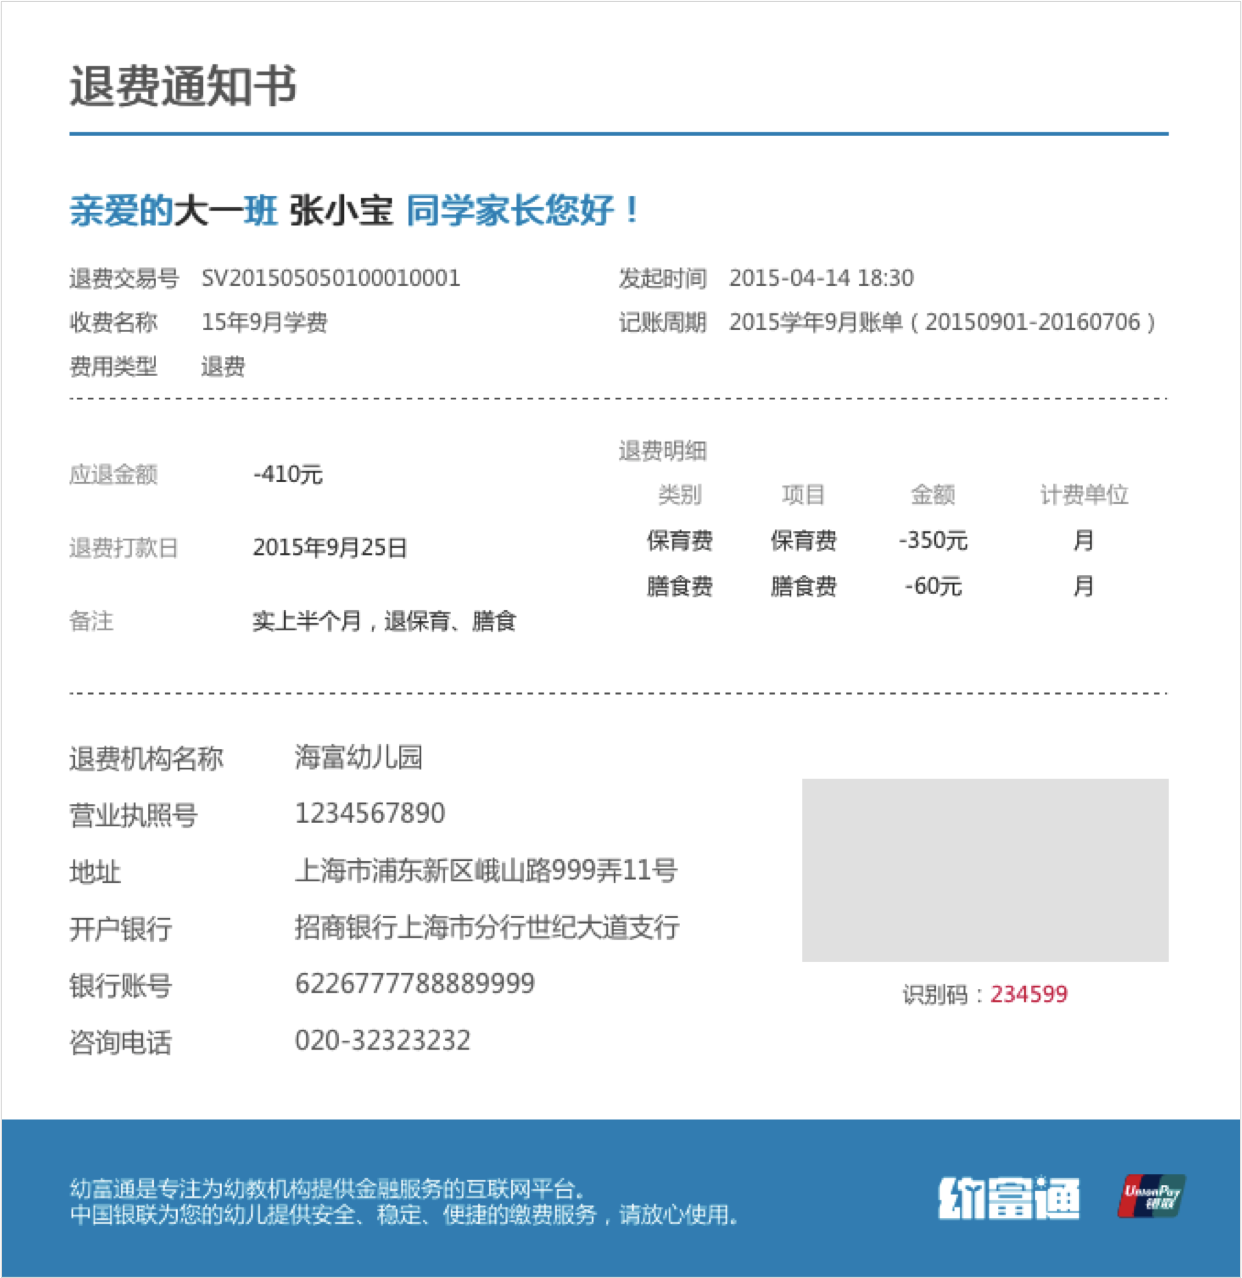 退费通知书
亲爱的大一班 张小宝 同学家长您好！
退费交易号 SV201505050100010001 发起时间 2015-04-14 18:30
收费名称 15年9月学费 记账周期 2015学年9月账单（20150901-20160706）
费用类型 退费
应退金额 -410元
退费打款日 2015年9月25日
备注 实上半个月，退保育、膳食
退费明细
类别 项目 金额 计费单位
保育费 保育费 -350元 月
膳食费 膳食费 -60元 月
退费机构名称 海富幼儿园
营业执照号 1234567890
地址 上海市浦东新区峨山路999弄11号
开户银行 招商银行上海市分行世纪大道支行
银行账号 6226777788889999
咨询电话 020-32323232
识别码：234599
幼富通是专注为幼教机构提供金融服务的互联网平台。
中国银联为您的幼儿提供安全、稳定、便捷的缴费服务，请放心使用。
幼富通
UnionPay
银联